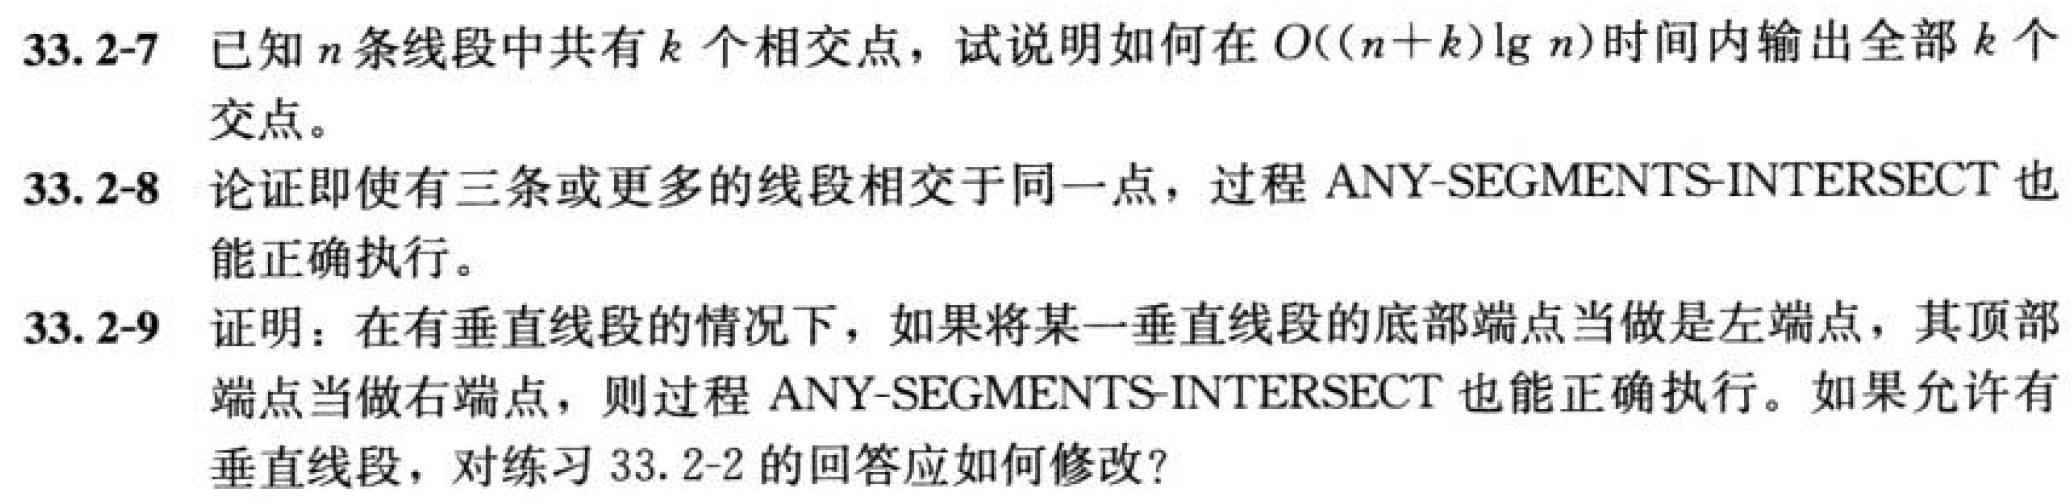 33.2-7 已知 n 条线段中共有 k 个相交点，试说明如何在 O((n+k)lg n)时间内输出全部 k 个
交点。
33.2-8 论证即使有三条或更多的线段相交于同一点，过程 ANY-SEGMENTS-INTERSECT 也
能正确执行。
33.2-9 证明：在有垂直线段的情况下，如果将某一垂直线段的底部端点当做是左端点，其顶部
端点当做右端点，则过程 ANY-SEGMENTS-INTERSECT 也能正确执行。如果允许有
垂直线段，对练习 33.2-2 的回答应如何修改？